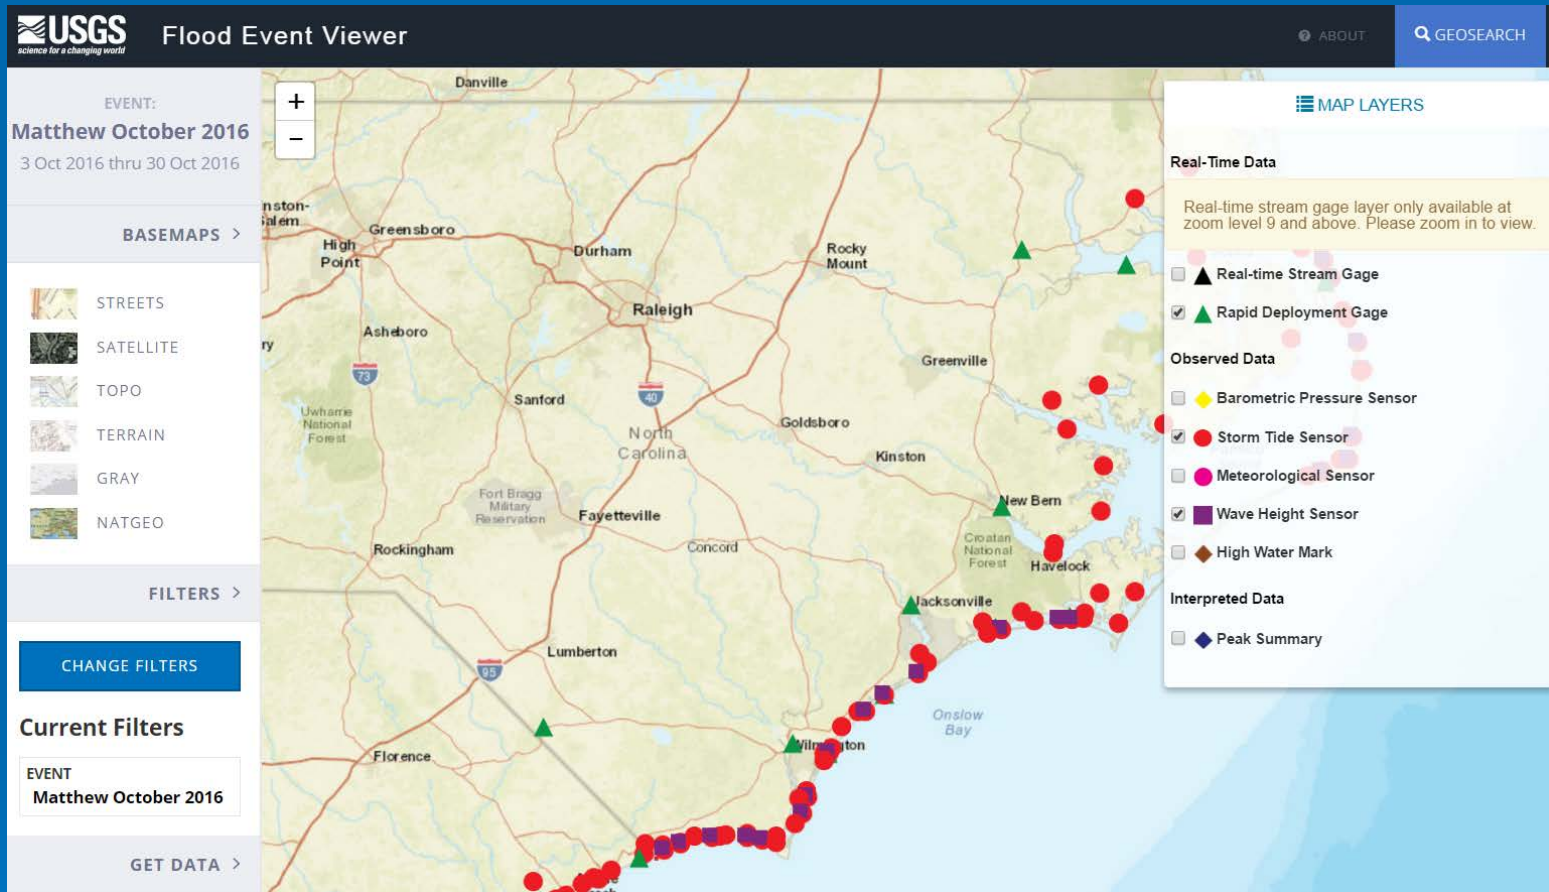 USGS
science for a changing world
Flood Event Viewer
ABOUT
GEOSEARCH
EVENT:
Matthew October 2016
3 Oct 2016 thru 30 Oct 2016
BASEMAPS >
STREETS
SATELLITE
TOPO
TERRAIN
GRAY
NATGEO
FILTERS >
CHANGE FILTERS
Current Filters
EVENT
Matthew October 2016
GET DATA >
+
−
Danville
Greensboro
High
Point
Durham
Rocky
Mount
Raleigh
Asheboro
73
40
Greenville
Uwharrie
National
Forest
Sanford
North
Carolina
Goldsboro
Kinston
Fort Bragg
Military
Reservation
Fayetteville
New Bern
Rockingham
Concord
Croatan
National
Forest
Havelock
Jacksonville
Lumberton
95
Onslow
Bay
Florence
MAP LAYERS
Real-Time Data
Real-time stream gage layer only available at
zoom level 9 and above. Please zoom in to view.
Real-time Stream Gage
Rapid Deployment Gage
Observed Data
Barometric Pressure Sensor
Storm Tide Sensor
Meteorological Sensor
Wave Height Sensor
High Water Mark
Interpreted Data
Peak Summary